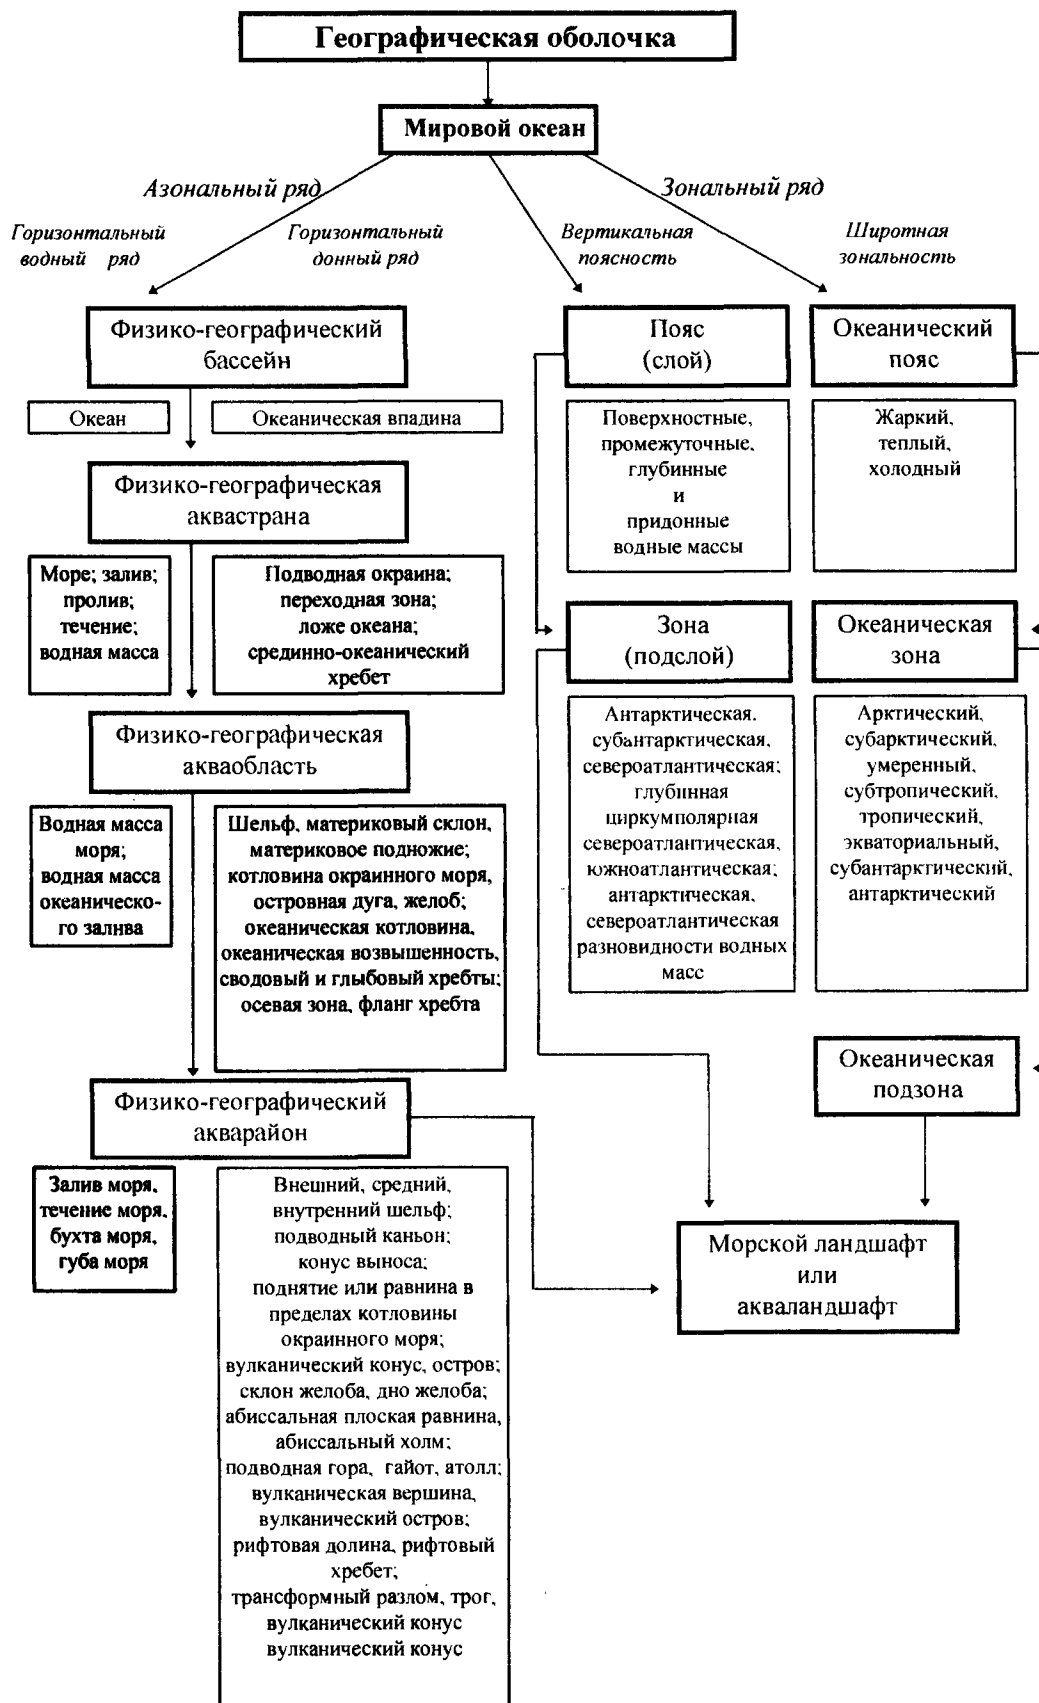 Географическая оболочка
Мировой океан
Азональный ряд
Зональный ряд
Горизонтальный
водный ряд
Горизонтальный
донный ряд
Вертикальная
поясность
Широтная
зональность
Физико-географический
бассейн
Океан
Океаническая впадина
Физико-географическая
аквастрана
Море; залив;
пролив;
течение;
водная масса
Подводная окраина;
переходная зона;
ложе океана;
срединно-океанический
хребет
Физико-географическая
акваобласть
Водная масса
моря;
водная масса
океаническо-
го залива
Шельф, материковый склон,
материковое подножие;
котловина окраинного моря,
островная дуга, желоб;
океаническая котловина,
океаническая возвышенность,
сводовый и глыбовый хребты;
осевая зона, фланг хребта
Физико-географический
акварайон
Залив моря,
течение моря,
бухта моря,
губа моря
Внешний, средний,
внутренний шельф;
подводный каньон;
конус выноса;
поднятие или равнина в
пределах котловины
окраинного моря;
вулканический конус, остров;
склон желоба, дно желоба;
абиссальная плоская равнина,
абиссальный холм;
подводная гора, гайот, атолл;
вулканическая вершина,
вулканический остров;
рифтовая долина, рифтовый
хребет;
трансформный разлом, трог,
вулканический конус
вулканический конус
Пояс
(слой)
Поверхностные,
промежуточные,
глубинные
и
придонные
водные массы
Зона
(подслой)
Антарктическая,
субантарктическая,
североатлантическая;
глубинная
циркумполярная
североатлантическая,
южноатлантическая;
антарктическая,
североатлантическая
разновидности водных
масс
Океанический
пояс
Жаркий,
теплый,
холодный
Океаническая
зона
Арктический,
субарктический,
умеренный,
субтропический,
тропический,
экваториальный,
субантарктический,
антарктический
Океаническая
подзона
Морской ландшафт
или
акваландшафт